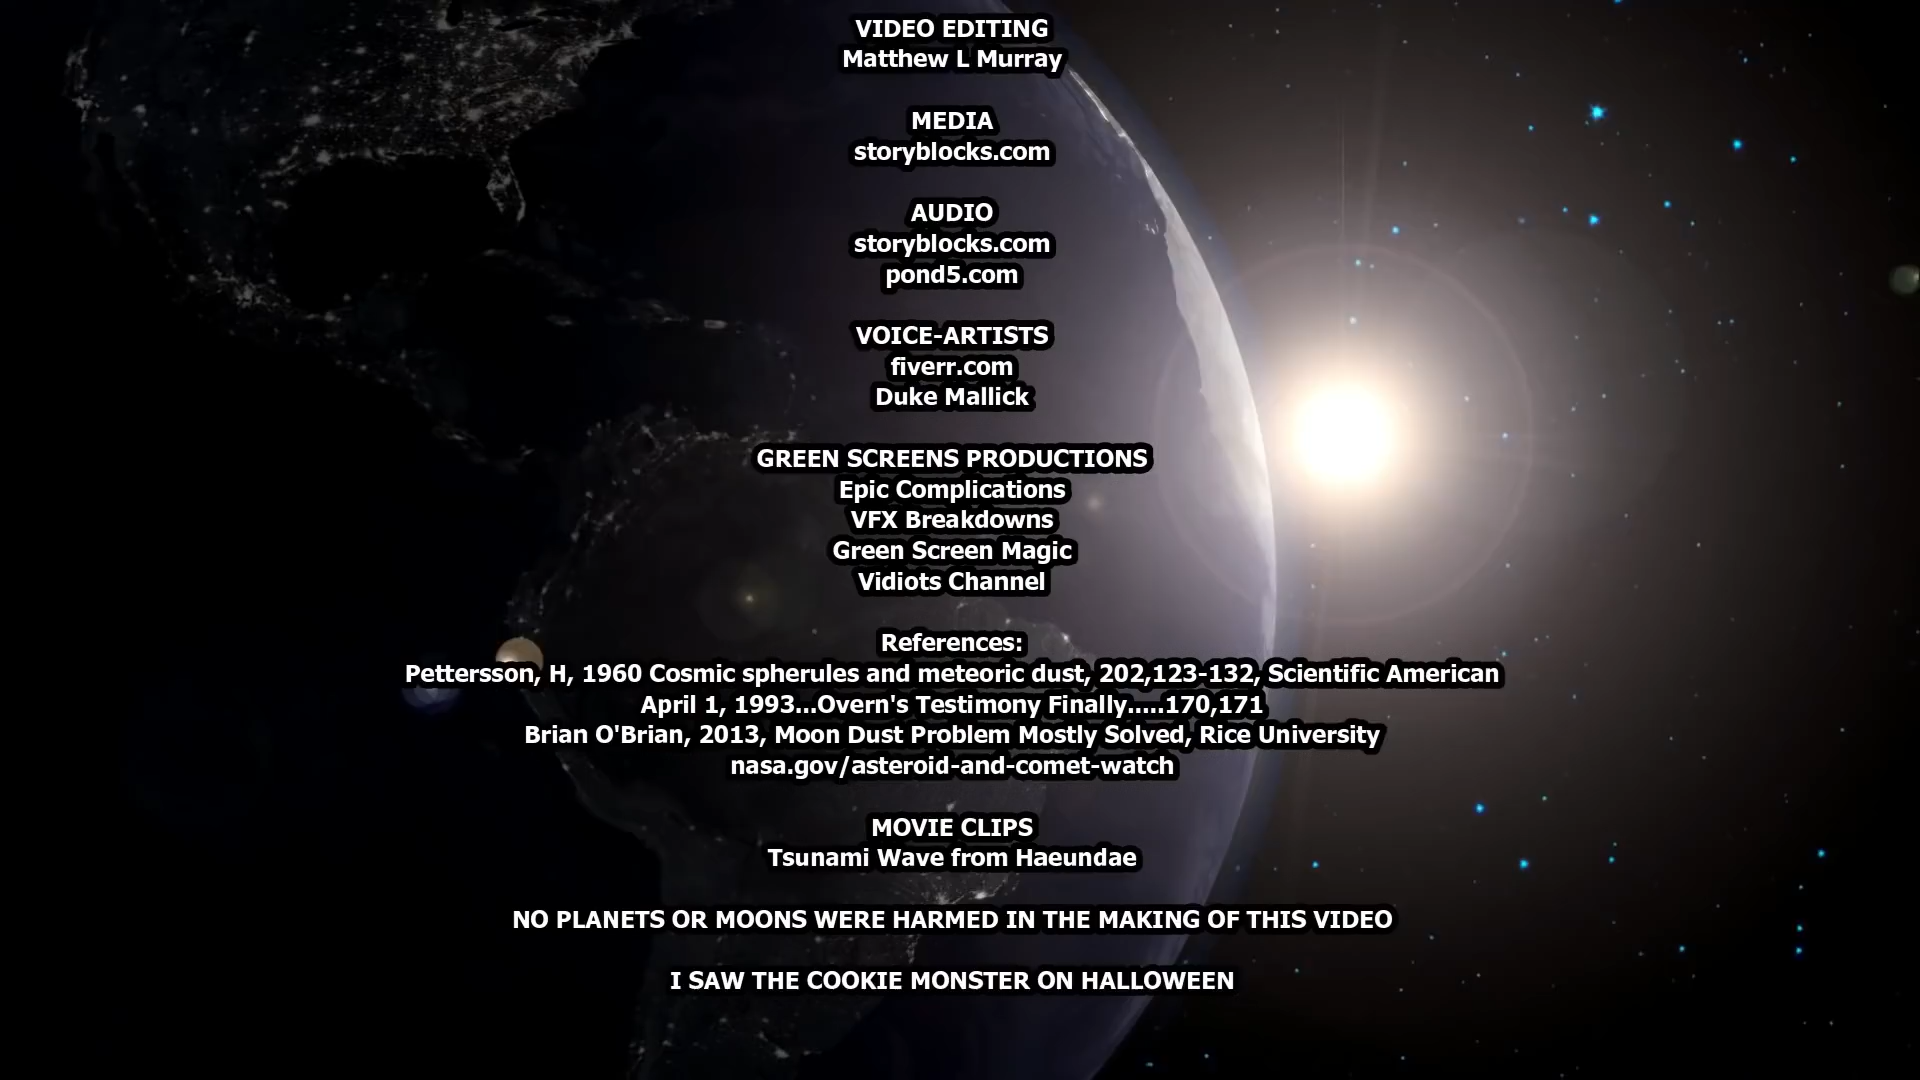 VIDEO EDITING
Matthew L Murray
MEDIA
storyblocks.com
AUDIO
storyblocks.com
pond5.com
VOICE-ARTISTS
fiverr.com
Duke Mallick
GREEN SCREENS PRODUCTIONS
Epic Complications
VFX Breakdowns
Green Screen Magic
Vidiots Channel
References:
Pettersson, H, 1960 Cosmic spherules and meteoric dust, 202,123-132, Scientific American
April 1, 1993...Overn's Testimony Finally.....170,171
Brian O'Brian, 2013, Moon Dust Problem Mostly Solved, Rice University
nasa.gov/asteroid-and-comet-watch
MOVIE CLIPS
Tsunami Wave from Haeundae
NO PLANETS OR MOONS WERE HARMED IN THE MAKING OF THIS VIDEO
I SAW THE COOKIE MONSTER ON HALLOWEEN